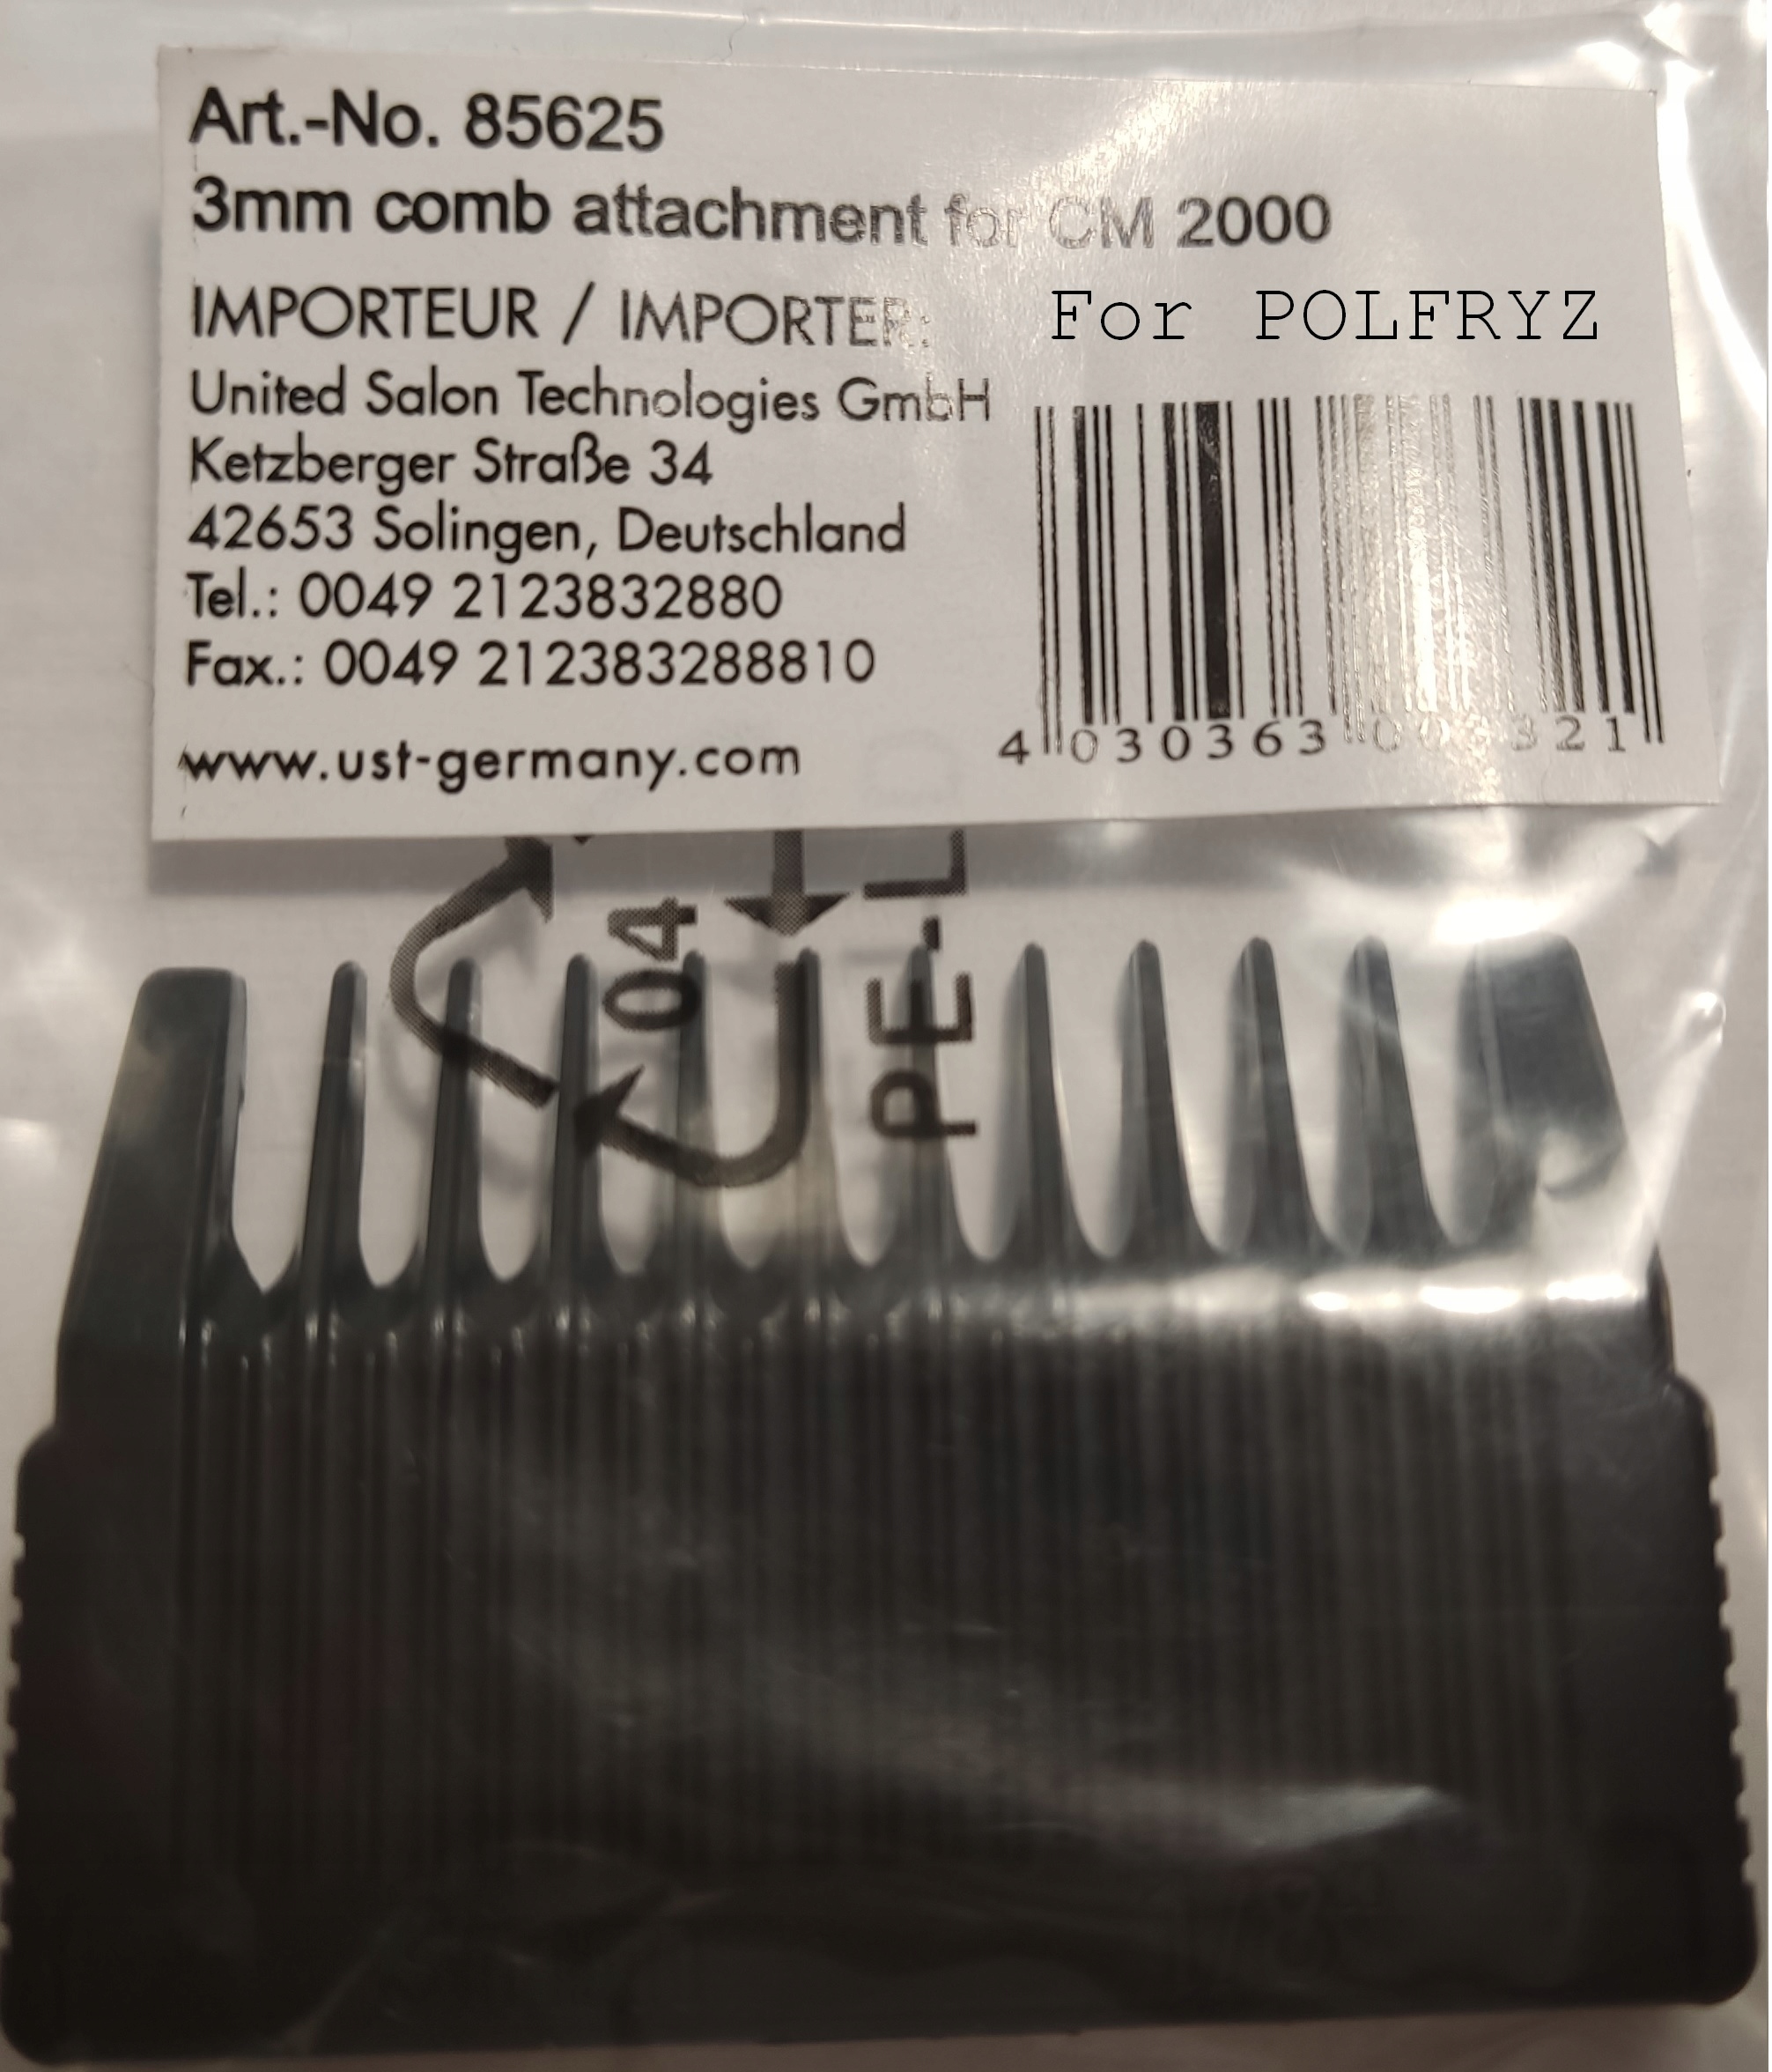 Art.-No. 85625
3mm comb attachment for CM 2000
IMPORTEUR / IMPORTER:
For POLFRYZ
United Salon Technologies GmbH
Ketzberger Straße 34
42653 Solingen, Deutschland
Tel.: 0049 2123832880
Fax.: 0049 212383288810
www.ust-germany.com
4 030363
04
PE-L